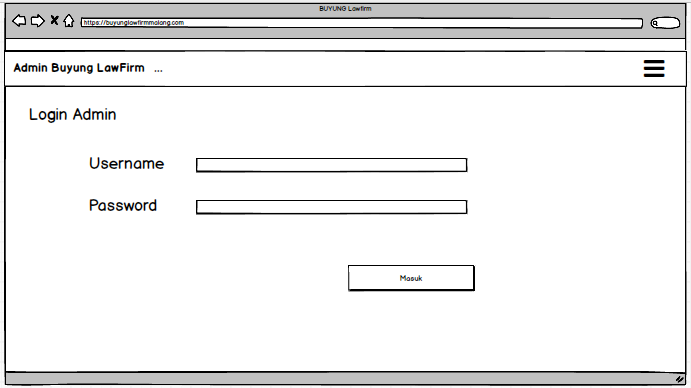 BUYUNG Lawfirm
https://buyunglawfirmmalang.com
Admin Buyung LawFirm ...
Login Admin
Username
Password
Masuk